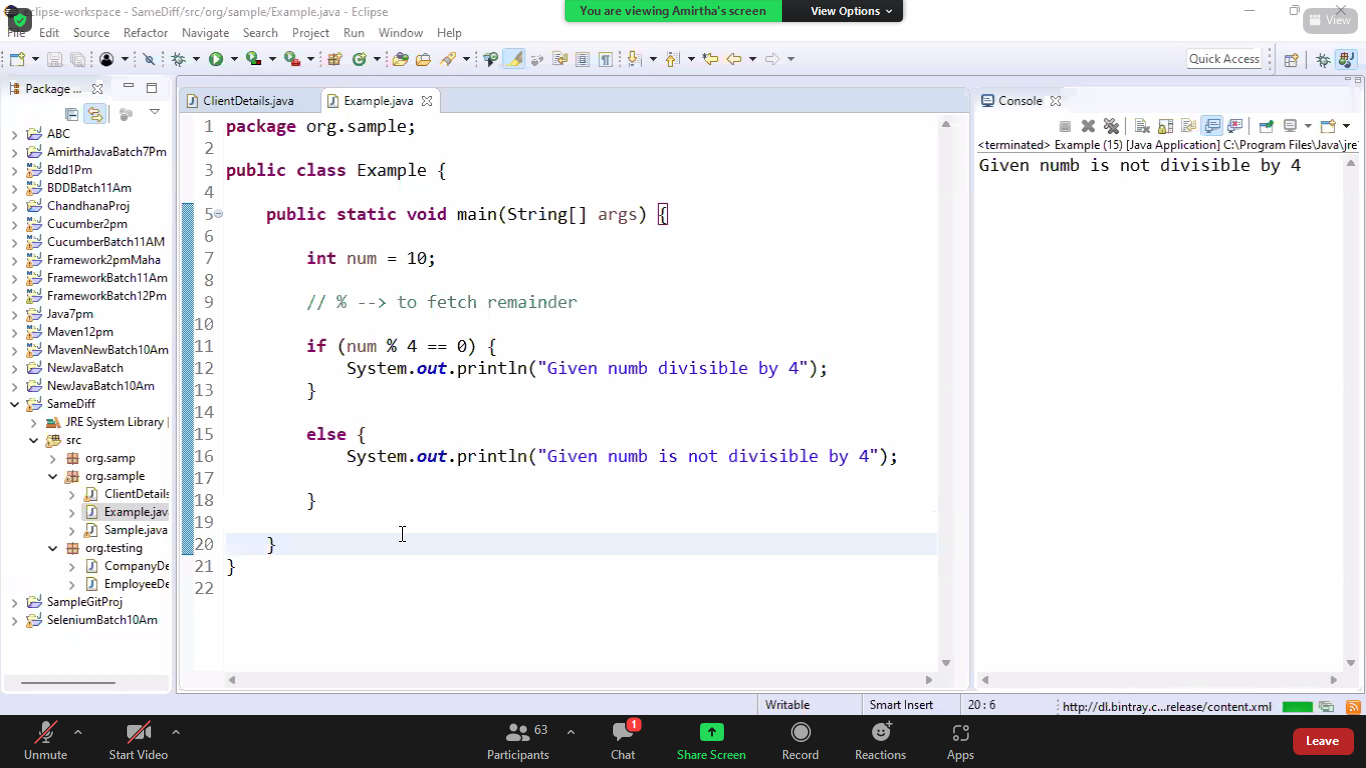 eclipse-workspace - SameDiff/src/org/sample/Example.java - Eclipse
You are viewing Amirtha's screen
View Options
View
File Edit Source Refactor Navigate Search Project Run Window Help
Quick Access
Package ...
ClientDetails.java
Example.java
Console
ABC
AmirthaJavaBatch7Pm
Bdd1Pm
BDDBatch11Am
ChandhanaProj
Cucumber2pm
CucumberBatch11AM
Framework2pmMaha
FrameworkBatch11Am
FrameworkBatch12Pm
Java7pm
Maven12pm
MavenNewBatch10Am
NewJavaBatch
NewJavaBatch10Am
SameDiff
JRE System Library
src
org.samp
org.sample
ClientDetails
Example.jav
Sample.java
org.testing
CompanyDe
EmployeeDe
SampleGitProj
SeleniumBatch10Am
1 package org.sample;
2
3 public class Example {
4
5 public static void main(String[] args) {
6
7 int num = 10;
8
9 // % --> to fetch remainder
10
11 if (num % 4 == 0) {
12 System.out.println("Given numb divisible by 4");
13 }
14
15 else {
16 System.out.println("Given numb is not divisible by 4");
17
18 }
19
20 }
21 }
22
<terminated> Example (15) [Java Application] C:\Program Files\Java\jre
Given numb is not divisible by 4
Writable
Smart Insert
20 : 6
http://dl.bintray.c...release/content.xml
Unmute
Start Video
63
Participants
1
Chat
Share Screen
Record
Reactions
Apps
Leave